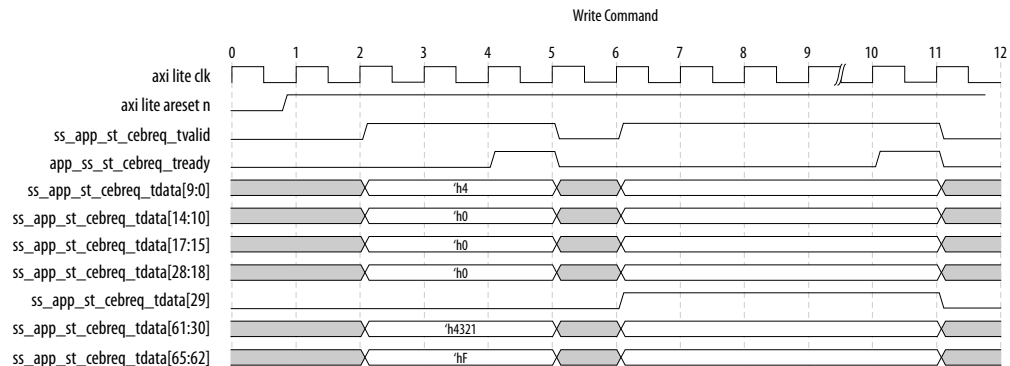 Write Command
0 1 2 3 4 5 6 7 8 9 10 11 12
axi lite clk
axi lite areset n
ss_app_st_cebreq_tvalid
app_ss_st_cebreq_tready
ss_app_st_cebreq_tdata[9:0] 'h4
ss_app_st_cebreq_tdata[14:10] 'h0
ss_app_st_cebreq_tdata[17:15] 'h0
ss_app_st_cebreq_tdata[28:18] 'h0
ss_app_st_cebreq_tdata[29]
ss_app_st_cebreq_tdata[61:30] 'h4321
ss_app_st_cebreq_tdata[65:62] 'hF